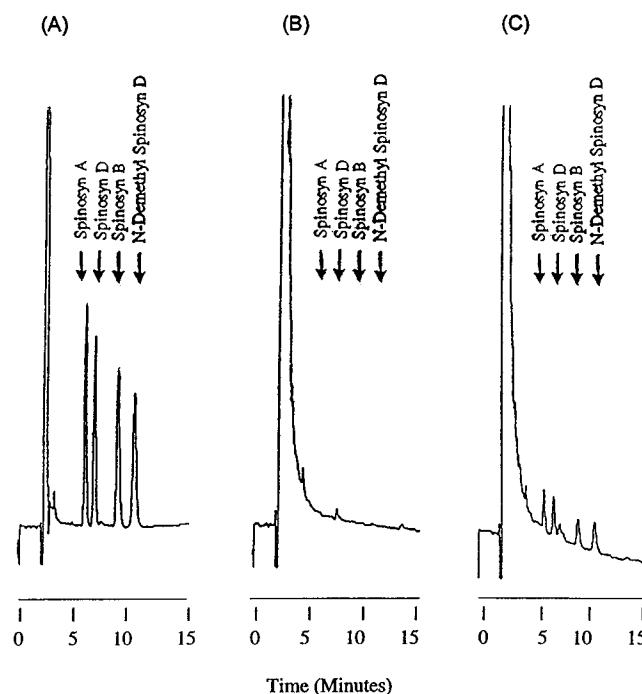 (A)
(B)
(C)
Spinosyn A
Spinosyn D
Spinosyn B
N-Demethyl Spinosyn D
Spinosyn A
Spinosyn D
Spinosyn B
N-Demethyl Spinosyn D
Spinosyn A
Spinosyn D
Spinosyn B
N-Demethyl Spinosyn D
0 5 10 15
0 5 10 15
0 5 10 15
Time (Minutes)